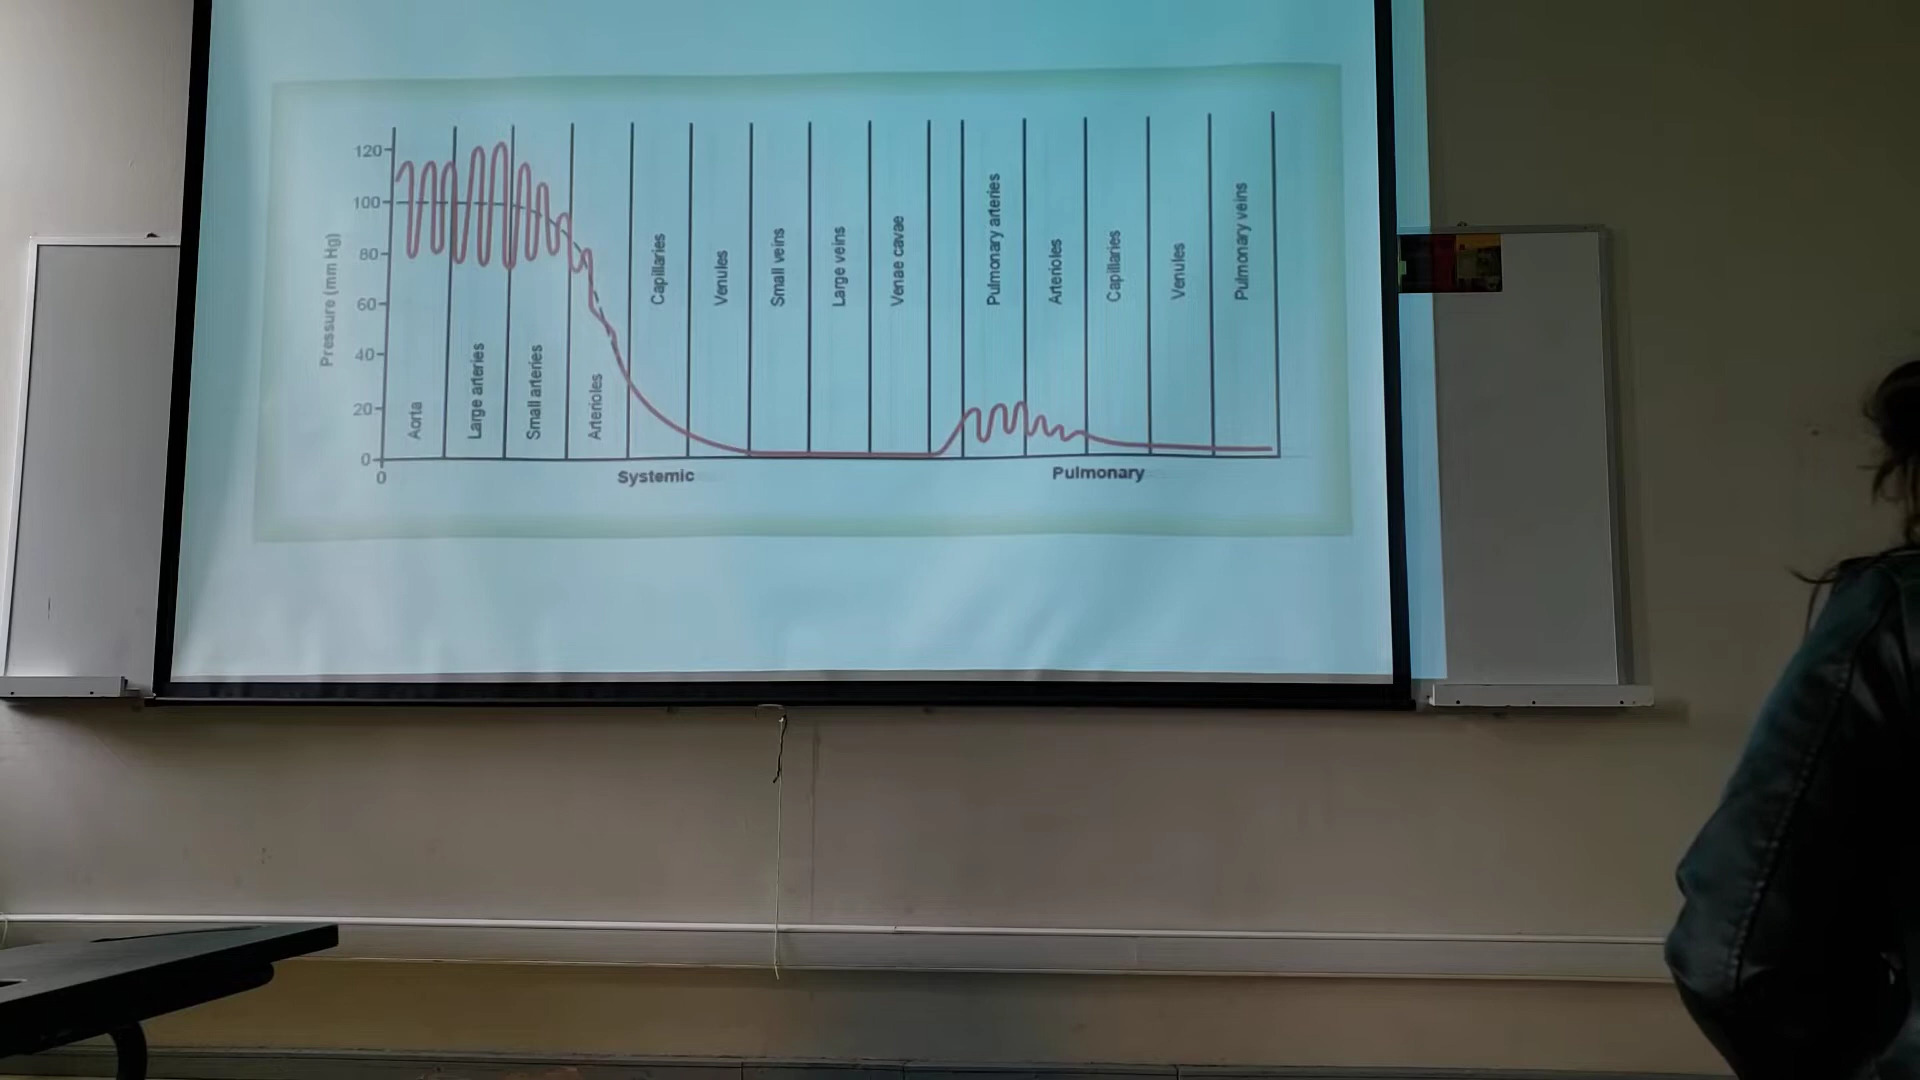 Pressure (mm Hg)
120
100
80
60
40
20
0
0
Aorta
Large arteries
Small arteries
Arterioles
Capillaries
Venules
Small veins
Large veins
Venae cavae
Pulmonary arteries
Arterioles
Capillaries
Venules
Pulmonary veins
Systemic
Pulmonary